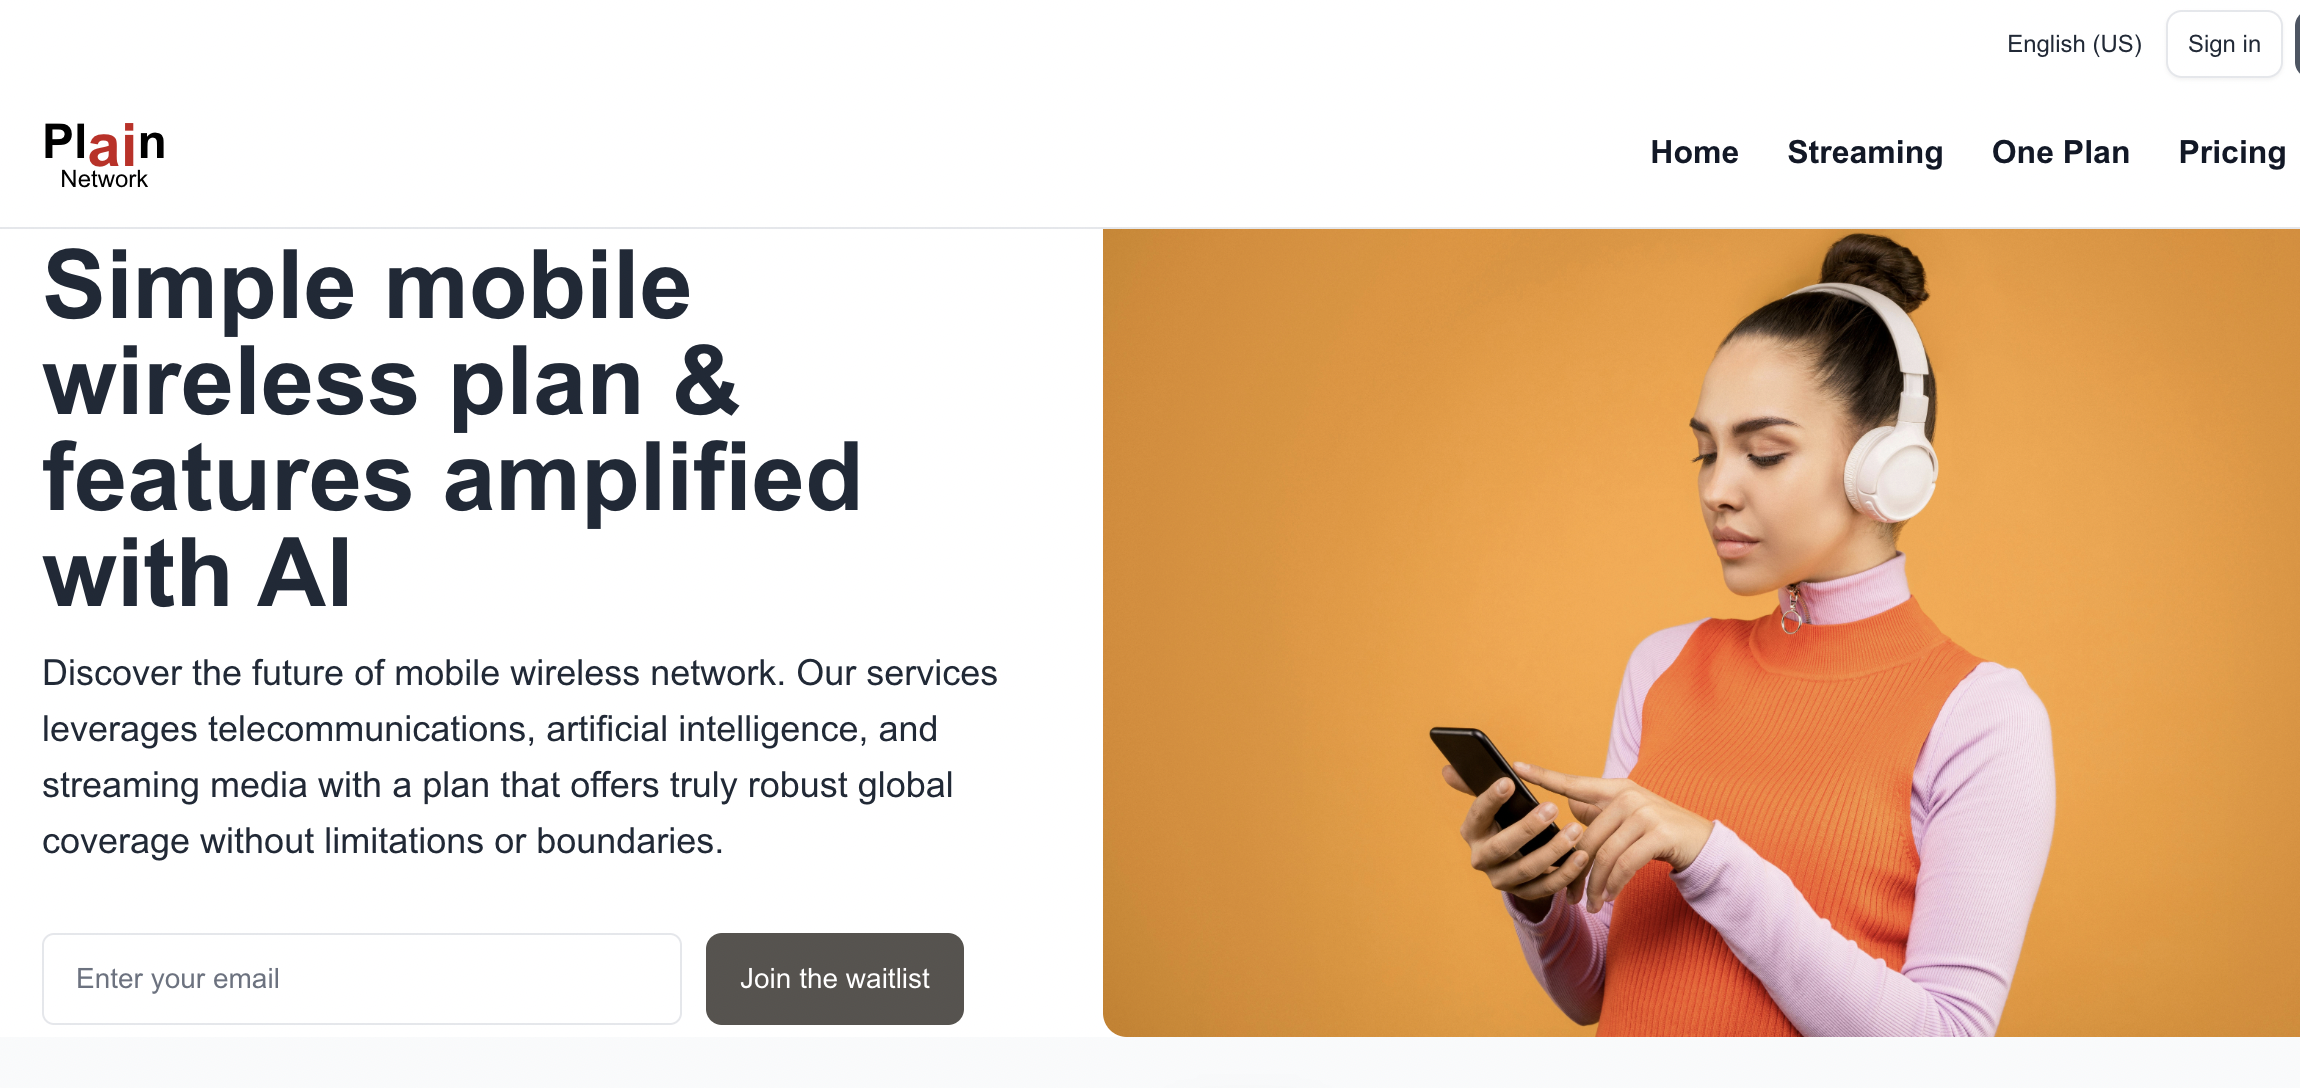 English (US)
Sign in
Plain
Network
Home
Streaming
One Plan
Pricing
Simple mobile
wireless plan &
features amplified
with AI
Discover the future of mobile wireless network. Our services
leverages telecommunications, artificial intelligence, and
streaming media with a plan that offers truly robust global
coverage without limitations or boundaries.
Enter your email
Join the waitlist